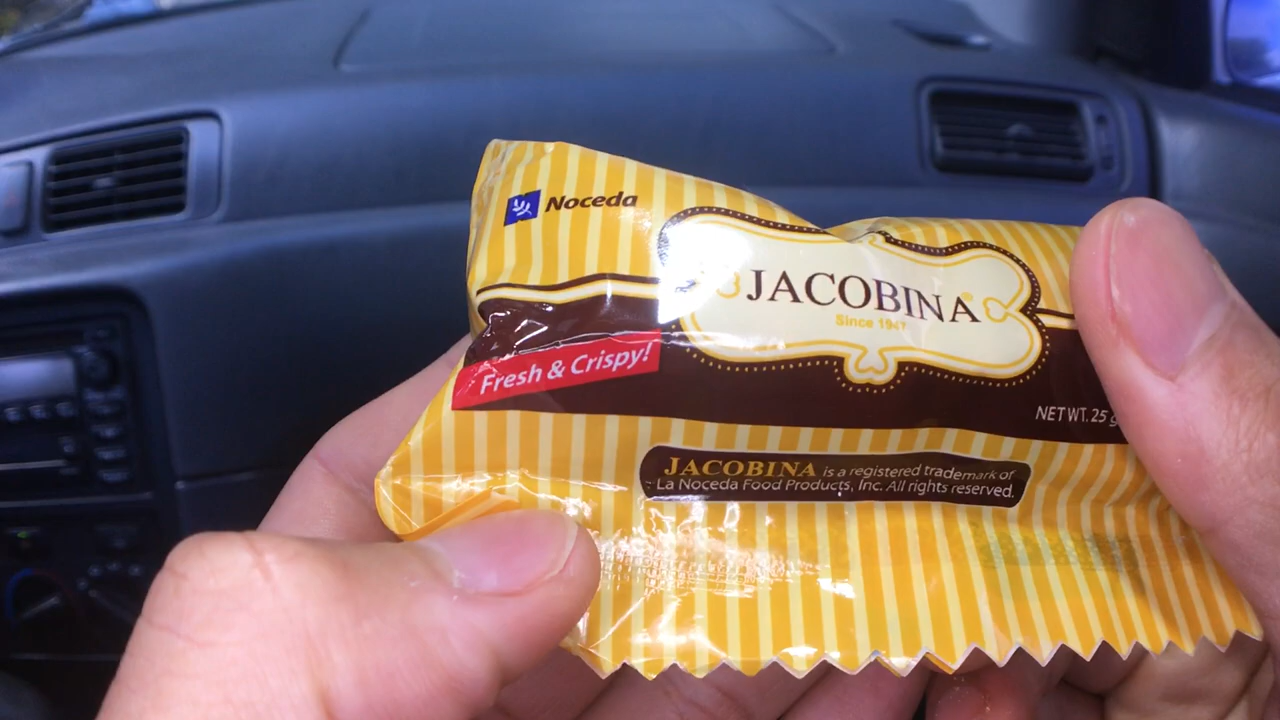 Noceda
JACOBINA
Since 1947
Fresh & Crispy!
NET WT. 25 g
JACOBINA is a registered trademark of
La Noceda Food Products, Inc. All rights reserved.